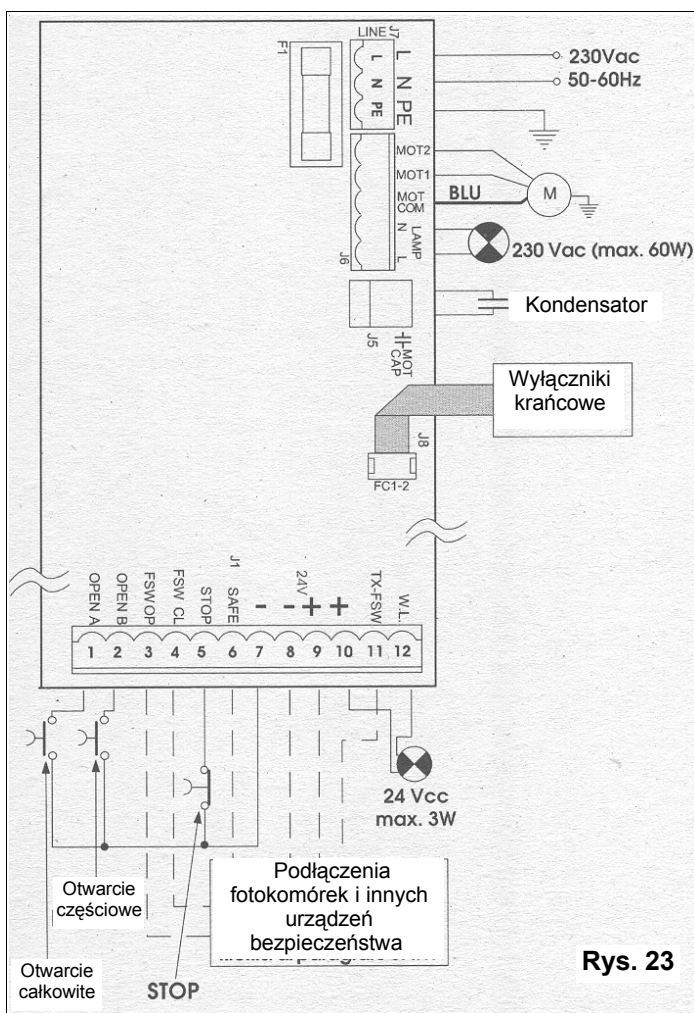 F1
LINE
J7
L
L
230Vac
N
N
50-60Hz
PE
PE
MOT2
MOT1
MOT
COM
BLU
M
N
LAMP
L
J6
230 Vac (max. 60W)
Kondensator
J5
MOT
CAP
Wyłączniki
krańcowe
J8
FC1-2
OPEN A
OPEN B
FSW OP
FSW CL
STOP
J1
SAFE
-
-
24V
+
+
TX-FSW
W.L.
1 2 3 4 5 6 7 8 9 10 11 12
24 Vcc
max. 3W
Otwarcie
częściowe
Podłączenia
fotokomórek i innych
urządzeń
bezpieczeństwa
Otwarcie
całkowite
STOP
Rys. 23